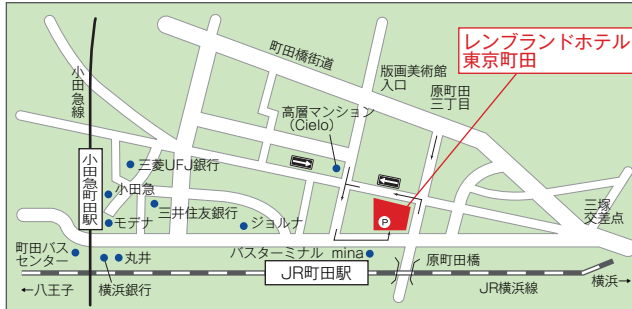 レンブランドホテル
東京町田
町田橋街道
版画美術館
入口
原町田
三丁目
小田急線
高層マンション
(Cielo)
三菱UFJ銀行
小田急町田駅
小田急
三井住友銀行
モデナ
ジョルナ
P
三塚
交差点
町田バス
センター
丸井
バスターミナル mina
原町田橋
JR町田駅
横浜銀行
JR横浜線
←八王子
横浜→